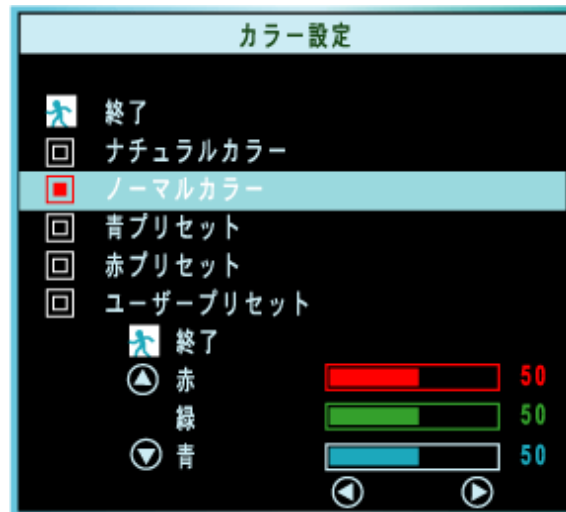 カラー設定
終了
ナチュラルカラー
ノーマルカラー
青プリセット
赤プリセット
ユーザープリセット
終了
赤 50
緑 50
青 50